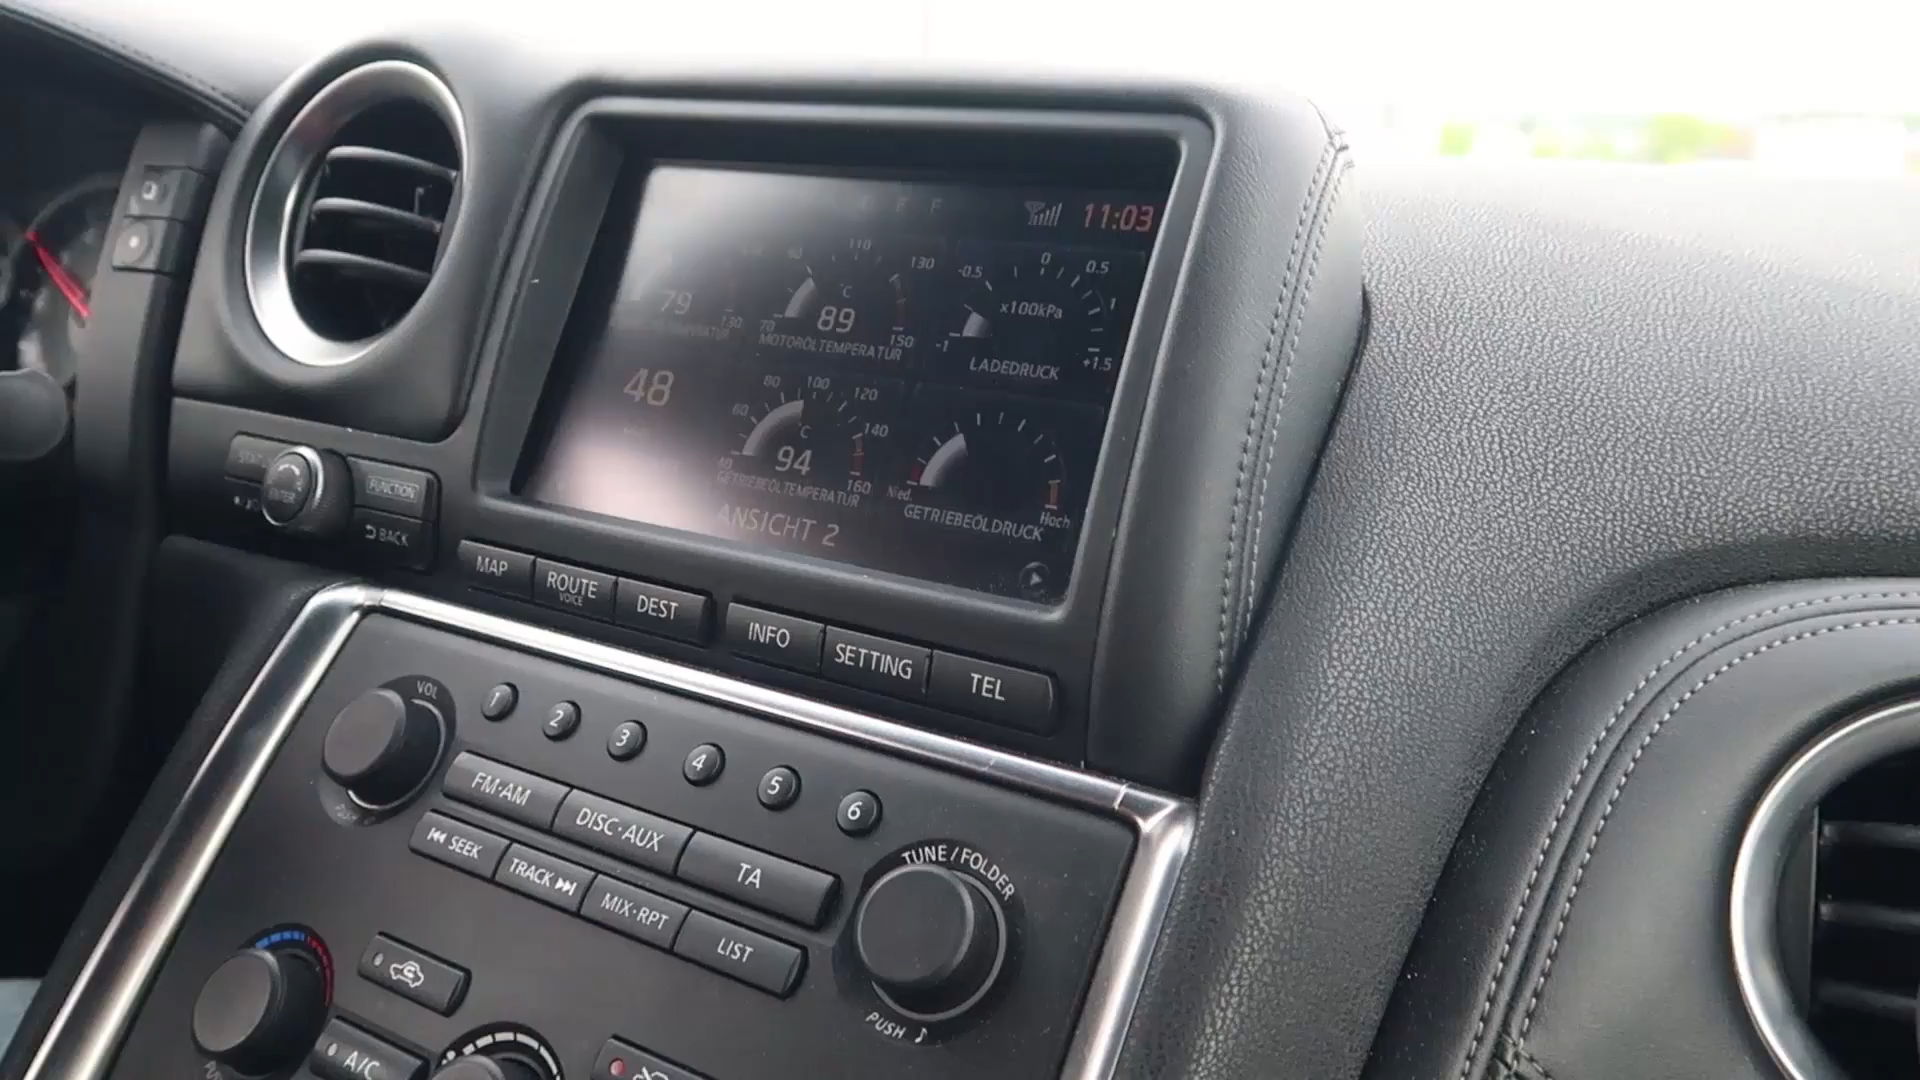 11:03
110
130
-0.5
0
0.5
1
+1.5
-1
x100kPa
LADEDRUCK
79
130
°C
89
70
150
MOTORÖLTEMPERATUR
48
60
80
100
120
140
160
40
°C
94
GETRIEBEÖLTEMPERATUR
Nied.
Hoch
GETRIEBEÖLDRUCK
ANSICHT 2
ENTER
FUNCTION
BACK
MAP
ROUTE
VOICE
DEST
INFO
SETTING
TEL
VOL
1 2 3 4 5 6
FM·AM
DISC·AUX
TA
SEEK
TRACK
MIX·RPT
LIST
TUNE / FOLDER
PUSH ♪
A/C